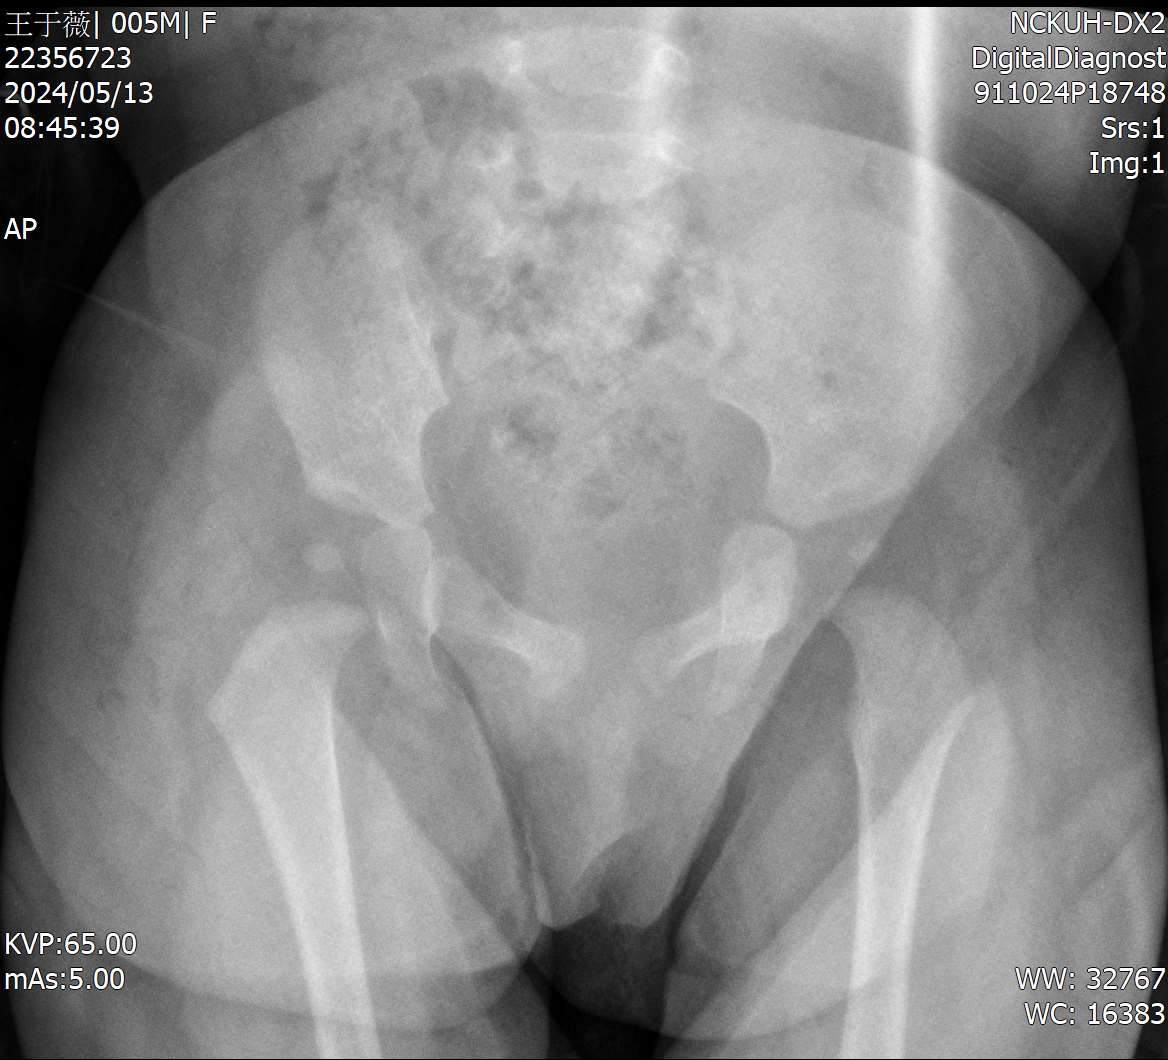 王于薇| 005M| F
22356723
2024/05/13
08:45:39
AP
NCKUH-DX2
DigitalDiagnost
911024P18748
Srs:1
Img:1
KVP:65.00
mAs:5.00
WW: 32767
WC: 16383